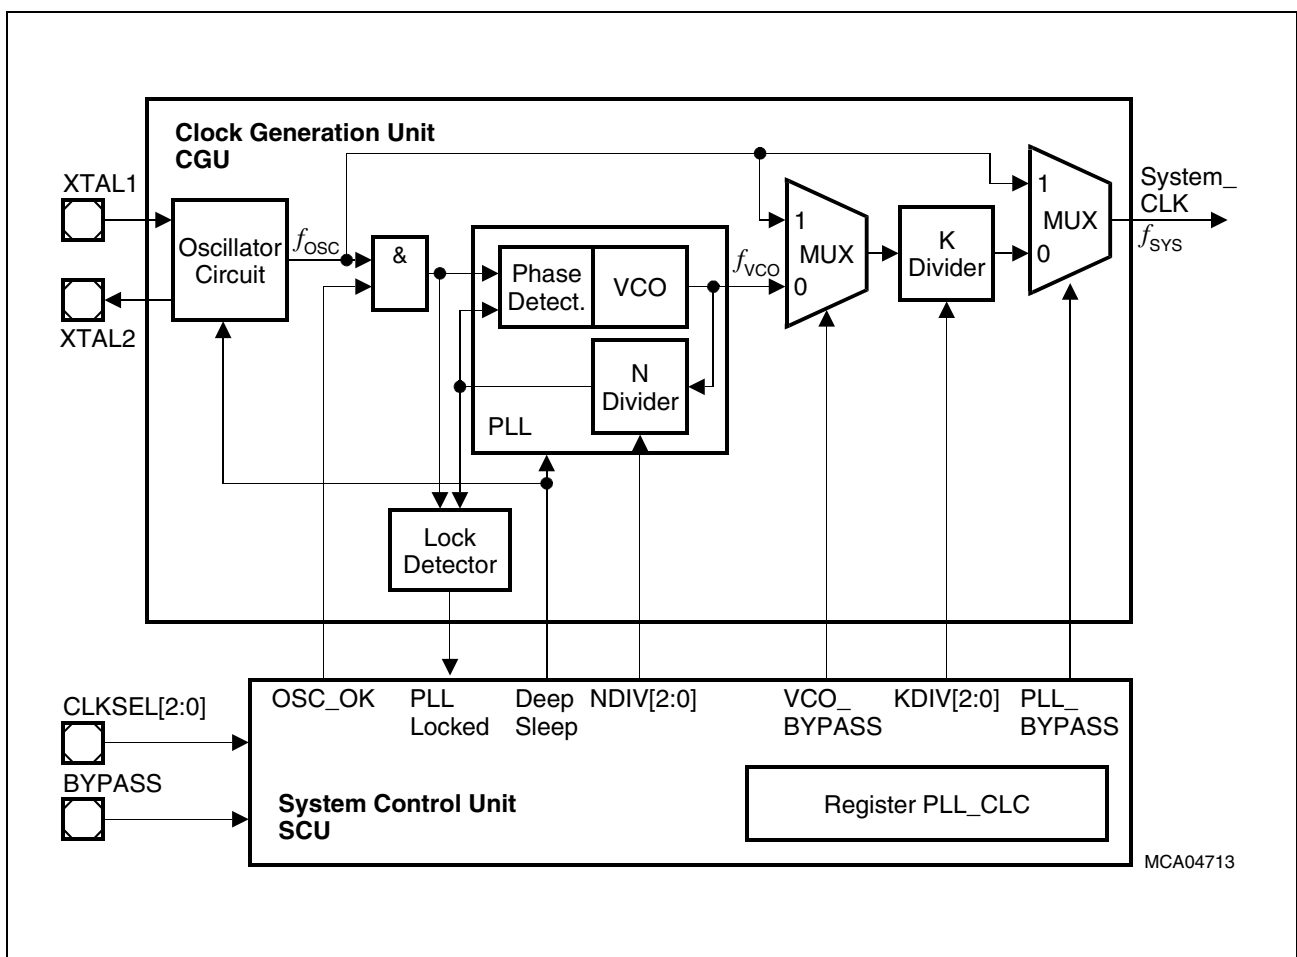 Clock Generation Unit
CGU
XTAL1
XTAL2
Oscillator
Circuit
fOSC
&
Phase
Detect.
VCO
N
Divider
PLL
Lock
Detector
fVCO
1
MUX
0
K
Divider
1
MUX
0
System_
CLK
fSYS
CLKSEL[2:0]
BYPASS
OSC_OK
PLL
Locked
Deep
Sleep
NDIV[2:0]
VCO_
BYPASS
KDIV[2:0]
PLL_
BYPASS
System Control Unit
SCU
Register PLL_CLC
MCA04713